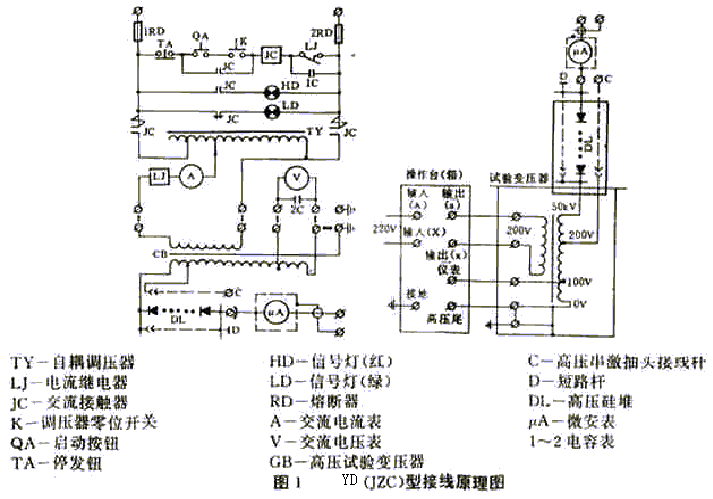 1RD
2RD
TA
QA
JK
JC
LJ
JC
1C
JC
HD
JC
LD
JC
TY
JC
LJ
A
V
2C
CB
C
DL
D
μA
μA
D
C
DL
操作台(箱)
试验变压器
输入 输出
(A) (a)
50kV
220V
输入(X)
200V
200V
输出(x)
仪表
100V
接地
0V
高压尾
TY—自耦调压器
LJ—电流继电器
JC—交流接触器
K—调压器零位开关
QA—启动按钮
TA—停发钮
HD—信号灯(红)
LD—信号灯(绿)
RD—熔断器
A—交流电流表
V—交流电压表
GB—高压试验变压器
C—高压串激抽头接线杆
D—短路杆
DL—高压硅堆
μA—微安表
1～2电容表
图1 YD (JZC)型接线原理图